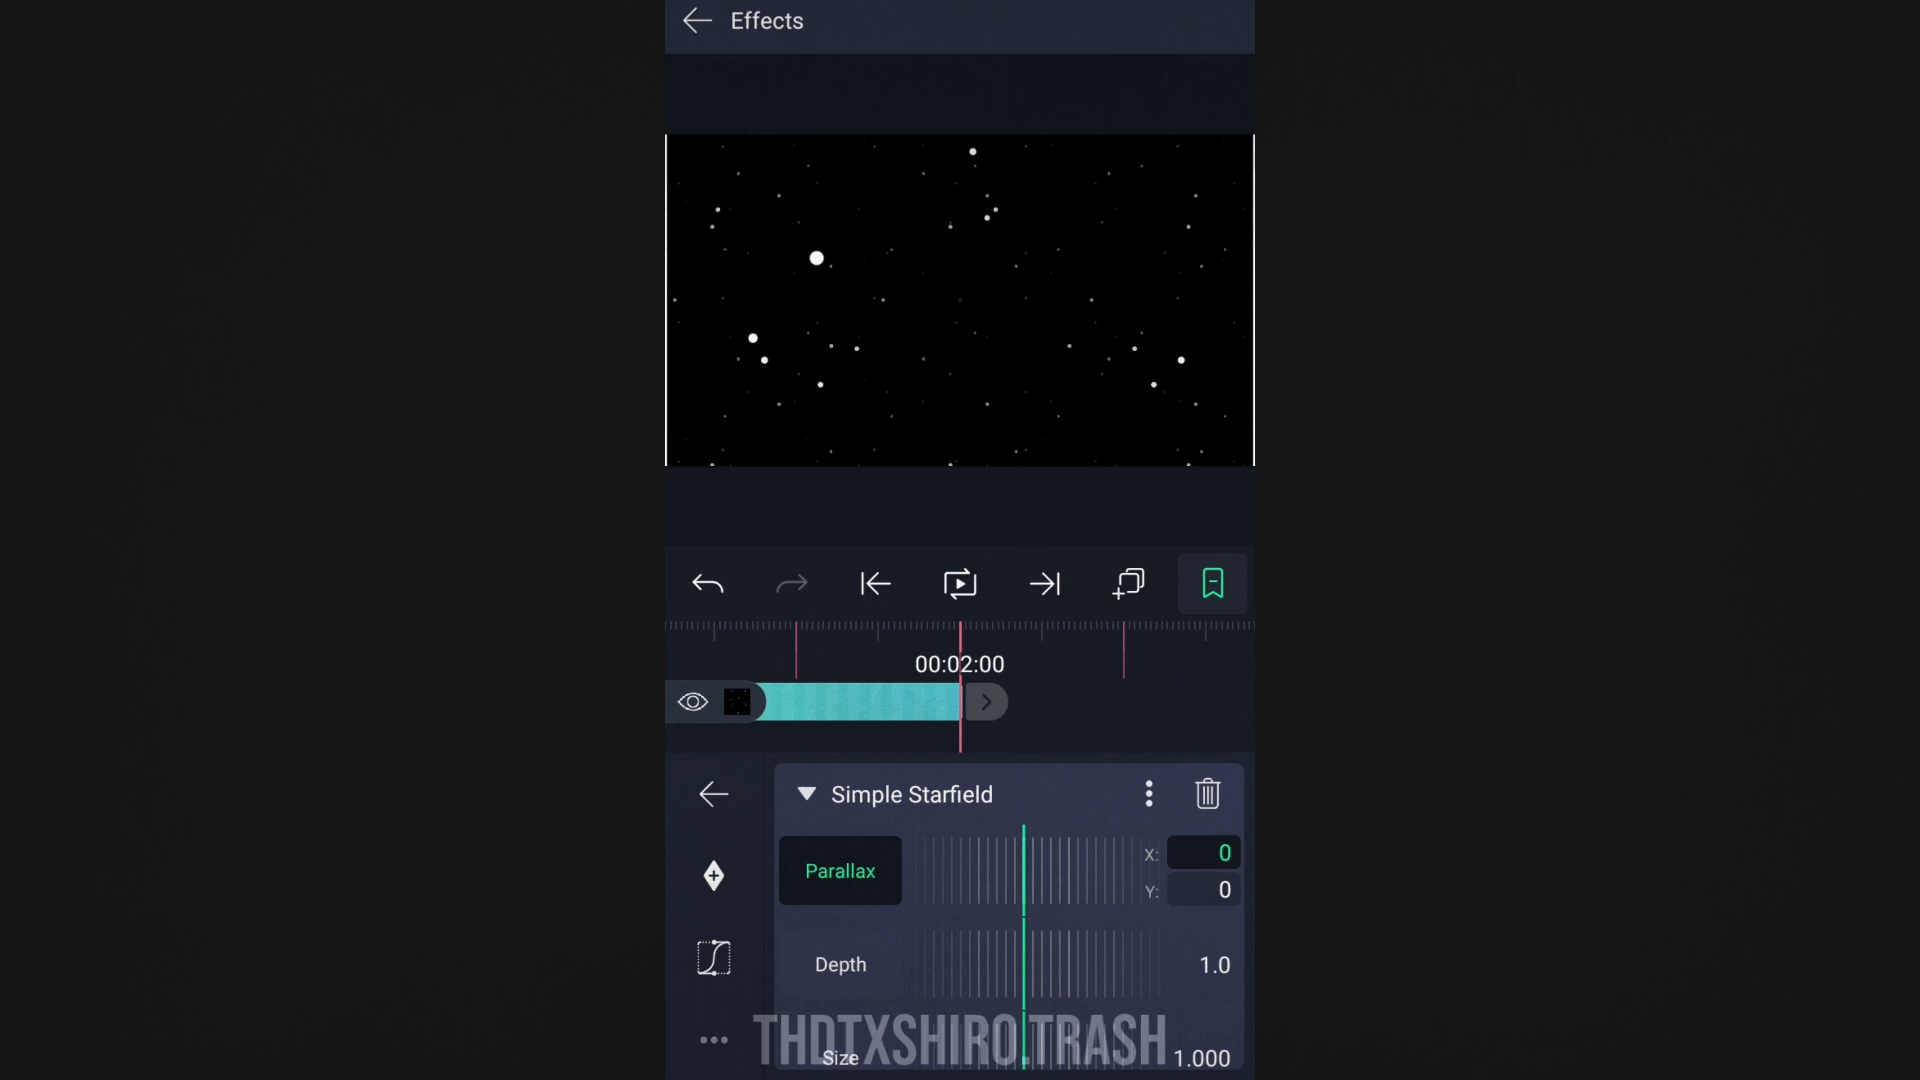 Effects
00:02:00
Simple Starfield
Parallax
X: 0
Y: 0
Depth 1.0
Size 1.000
THDTXSHIRO.TRASH